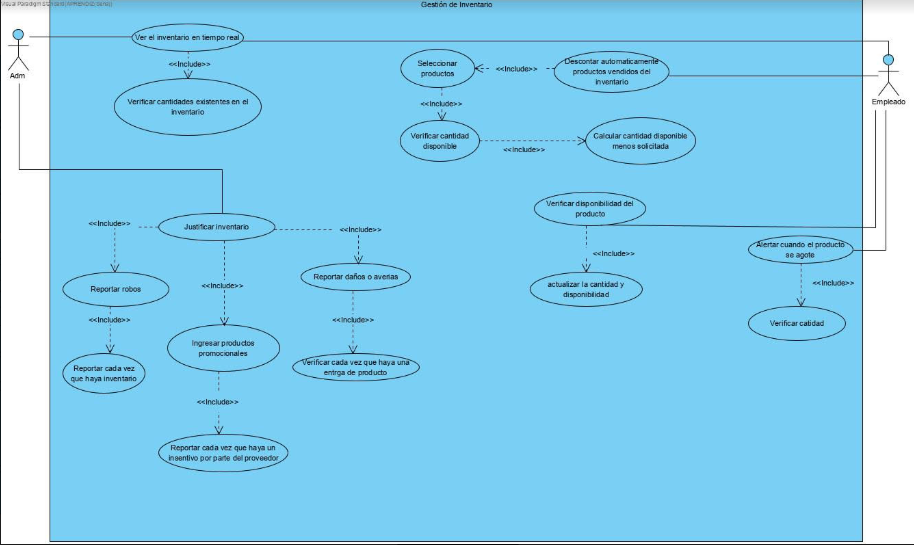 Gestión de Inventario
Ver el inventario en tiempo real
Adm
<<Include>>
Verificar cantidades existentes en el
inventario
Seleccionar
productos
<<Include>>
Descontar automaticamente
productos vendidos del
inventario
Empleado
<<Include>>
Verificar cantidad
disponible
<<Include>>
Calcular cantidad disponible
menos solicitada
Verificar disponibilidad del
producto
<<Include>>
actualizar la cantidad y
disponibilidad
Alertar cuando el producto
se agote
<<Include>>
Verificar catidad
Justificar inventario
<<Include>>
<<Include>>
<<Include>>
Reportar robos
<<Include>>
Reportar cada vez
que haya inventario
Ingresar productos
promocionales
<<Include>>
Reportar cada vez que haya un
insentivo por parte del proveedor
Reportar daños o averias
<<Include>>
Verificar cada vez que haya una
entrga de producto